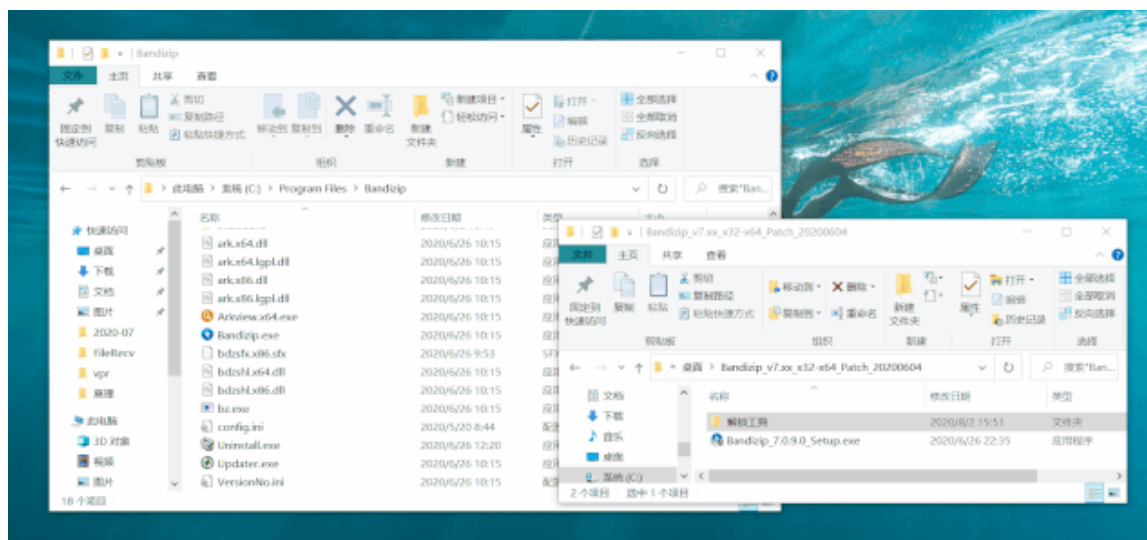 Bandizip
文件 主页 共享 查看
剪切
复制路径
粘贴快捷方式
固定到
快速访问
复制
粘贴
移动到 复制到
删除
重命名
新建
文件夹
新建项目
轻松访问
属性
打开
编辑
历史记录
全部选择
全部取消
反向选择
剪贴板 组织 新建 打开 选择
此电脑 系统 (C:) Program Files Bandizip
搜索"Ban...
名称 修改日期
ark.x64.dll 2020/6/26 10:15
ark.x64.lgpl.dll 2020/6/26 10:15
ark.x86.dll 2020/6/26 10:15
ark.x86.lgpl.dll 2020/6/26 10:15
Arkview.x64.exe 2020/6/26 10:15
Bandizip.exe 2020/6/26 10:15
bdzsfx.x86.sfx 2020/6/26 9:53
bdzshl.x64.dll 2020/6/26 10:15
bdzshl.x86.dll 2020/6/26 10:15
bz.exe 2020/6/26 10:15
config.ini 2020/5/20 8:44
Uninstall.exe 2020/6/26 12:20
Updater.exe 2020/6/26 10:15
VersionNo.ini 2020/6/26 10:15
快速访问
桌面
下载
文档
图片
2020-07
FileRecv
vpr
原理
此电脑
3D 对象
视频
图片
18 个项目
Bandizip_v7.xx_x32-x64_Patch_20200604
文件 主页 共享 查看
剪切
复制路径
粘贴快捷方式
固定到
快速访问
复制
粘贴
移动到
复制到
删除
重命名
新建
文件夹
属性
打开
编辑
历史记录
全部选择
全部取消
反向选择
剪贴板 组织 新建 打开 选择
桌面 Bandizip_v7.xx_x32-x64_Patch_20200604
搜索"Ban...
名称 修改日期 类型
解锁工具 2020/8/2 15:51 文件夹
Bandizip_7.0.9.0_Setup.exe 2020/6/26 22:35 应用程序
文档
下载
音乐
桌面
系统 (C:)
2 个项目 选中 1 个项目